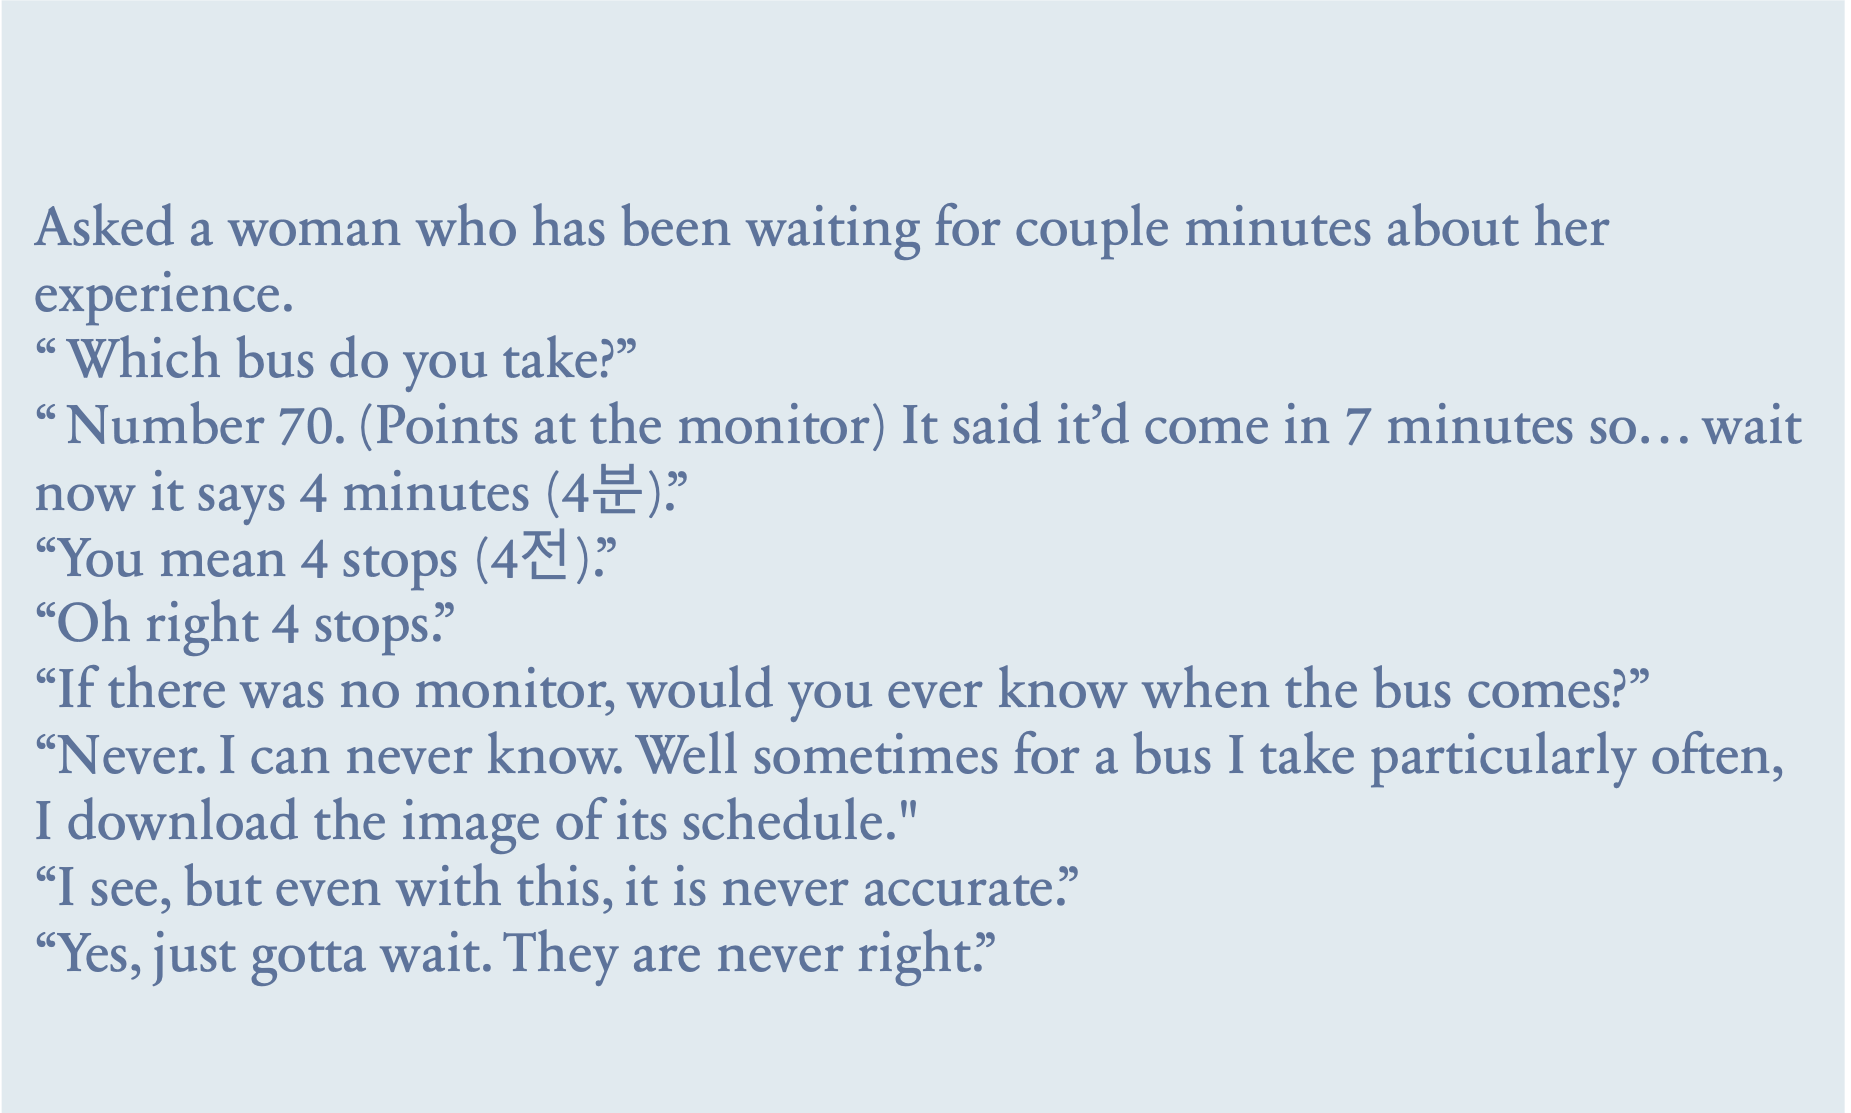 Asked a woman who has been waiting for couple minutes about her
experience.
“ Which bus do you take?”
“ Number 70. (Points at the monitor) It said it’d come in 7 minutes so… wait
now it says 4 minutes (4분).”
“You mean 4 stops (4전).”
“Oh right 4 stops.”
“If there was no monitor, would you ever know when the bus comes?”
“Never. I can never know. Well sometimes for a bus I take particularly often,
I download the image of its schedule."
“I see, but even with this, it is never accurate.”
“Yes, just gotta wait. They are never right.”